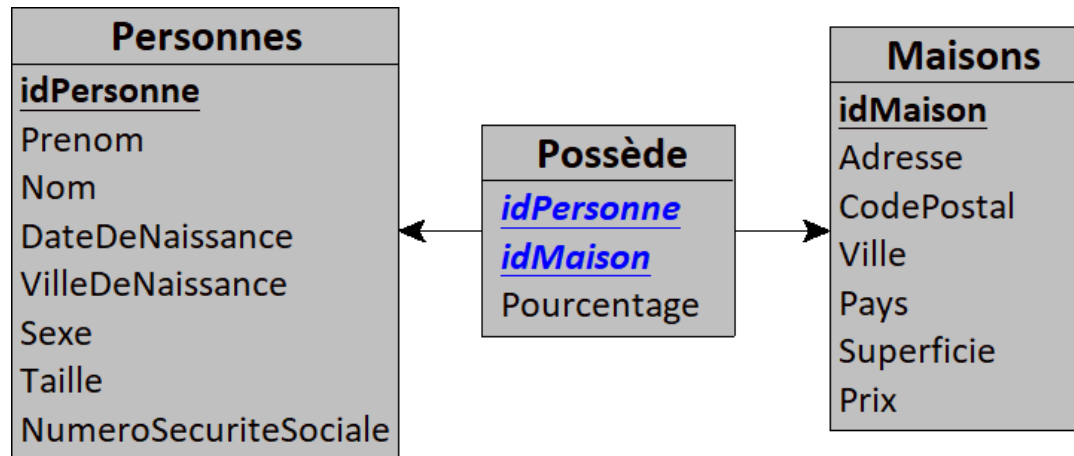 Personnes
idPersonne
Prenom
Nom
DateDeNaissance
VilleDeNaissance
Sexe
Taille
NumeroSecuriteSociale
Possède
idPersonne
idMaison
Pourcentage
Maisons
idMaison
Adresse
CodePostal
Ville
Pays
Superficie
Prix